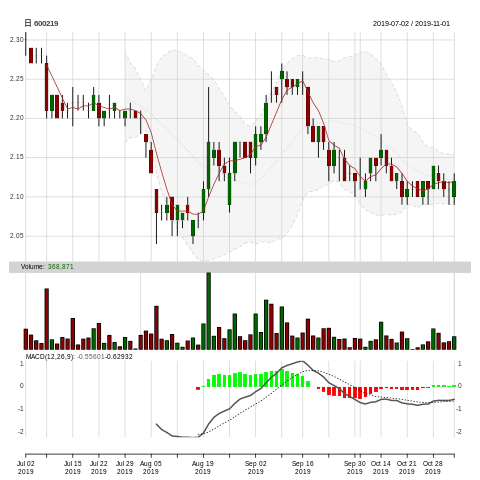 日 600219
2019-07-02 / 2019-11-01
2.30
2.25
2.20
2.15
2.10
2.05
Volume: 368,871
MACD(12,26,9): -0.55601-0.62932
1 1
0 0
-1 -1
-2 -2
Jul 02 Jul 15 Jul 22 Jul 29 Aug 05 Aug 19 Sep 02 Sep 16 Sep 30 Oct 14 Oct 21 Oct 28
2019 2019 2019 2019 2019 2019 2019 2019 2019 2019 2019 2019